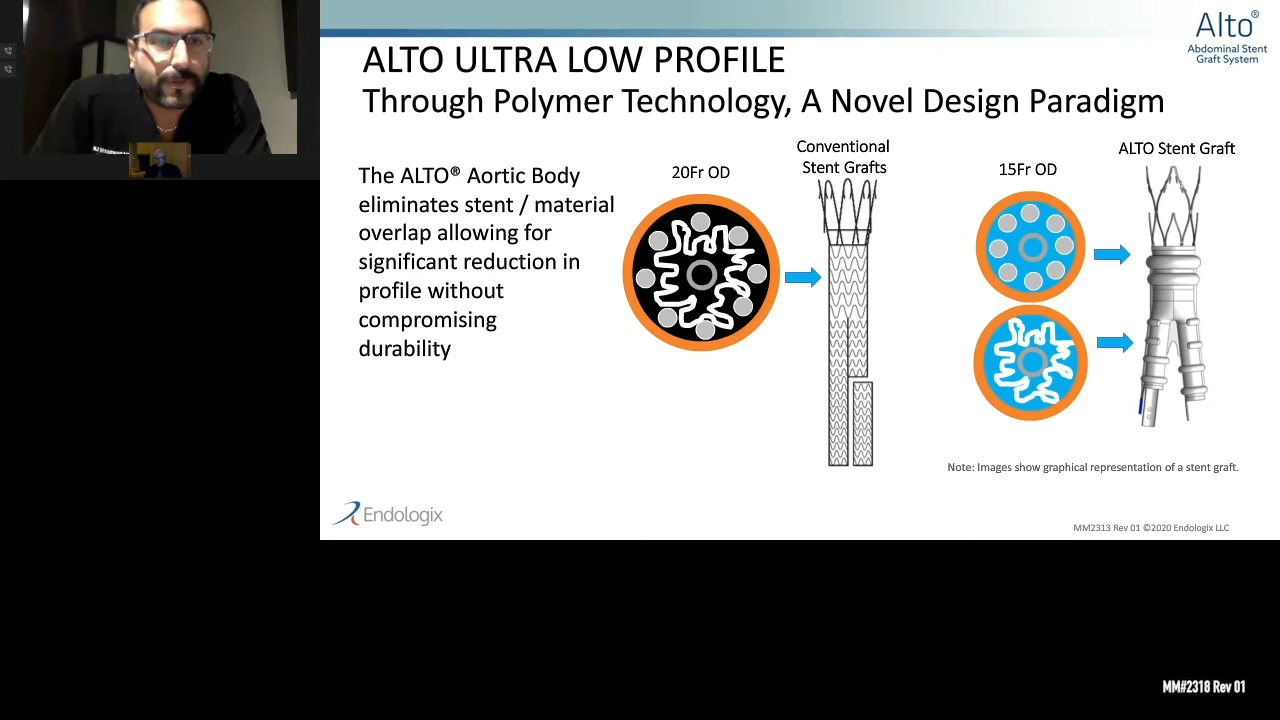 Alto®
Abdominal Stent
Graft System
ALTO ULTRA LOW PROFILE
Through Polymer Technology, A Novel Design Paradigm
The ALTO® Aortic Body
eliminates stent / material
overlap allowing for
significant reduction in
profile without
compromising
durability
20Fr OD
Conventional
Stent Grafts
15Fr OD
ALTO Stent Graft
Note: Images show graphical representation of a stent graft.
Endologix
MM2313 Rev 01 ©2020 Endologix LLC
MM#2318 Rev 01